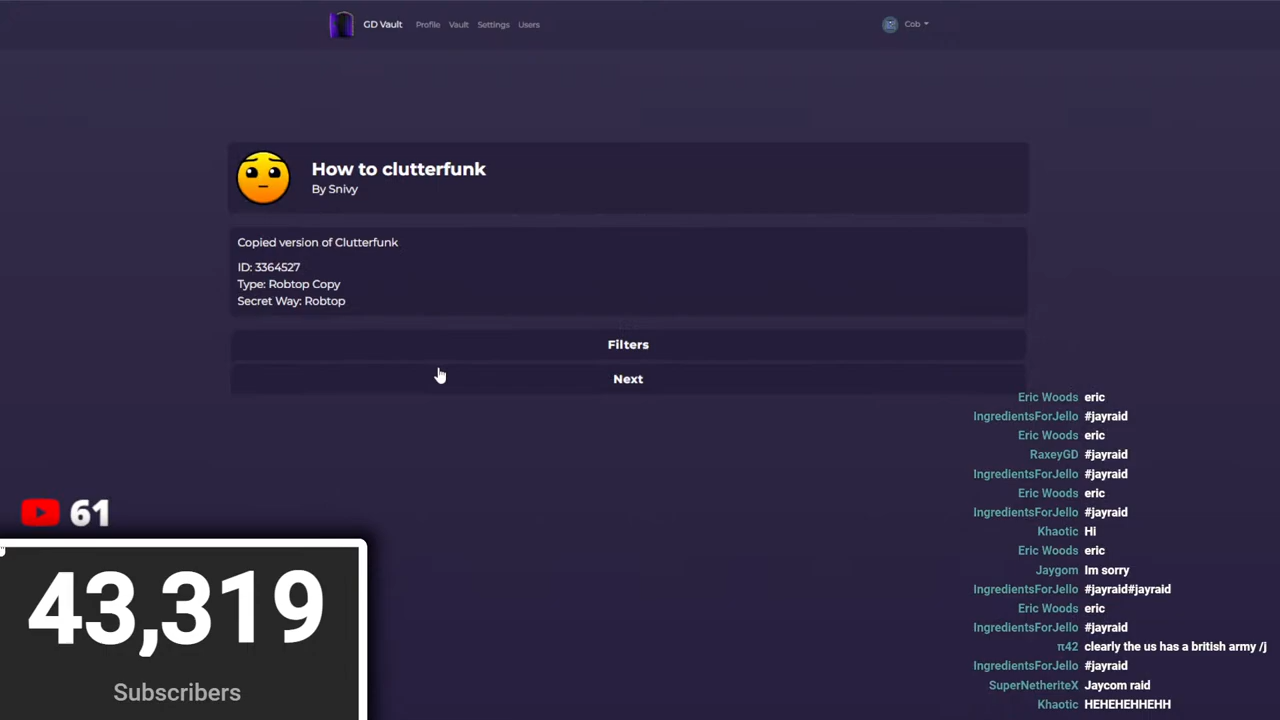 GD Vault Profile Vault Settings Users Cob
How to clutterfunk
By Snivy
Copied version of Clutterfunk
ID: 3364527
Type: Robtop Copy
Secret Way: Robtop
Filters
Next
Eric Woods eric
IngredientsForJello #jayraid
Eric Woods eric
RaxeyGD #jayraid
IngredientsForJello #jayraid
Eric Woods eric
IngredientsForJello #jayraid
Khaotic Hi
Eric Woods eric
Jaygom Im sorry
IngredientsForJello #jayraid#jayraid
Eric Woods eric
IngredientsForJello #jayraid
π42 clearly the us has a british army /j
IngredientsForJello #jayraid
SuperNetheriteX Jaycom raid
Khaotic HEHEHEHHEHH
61
43,319
Subscribers